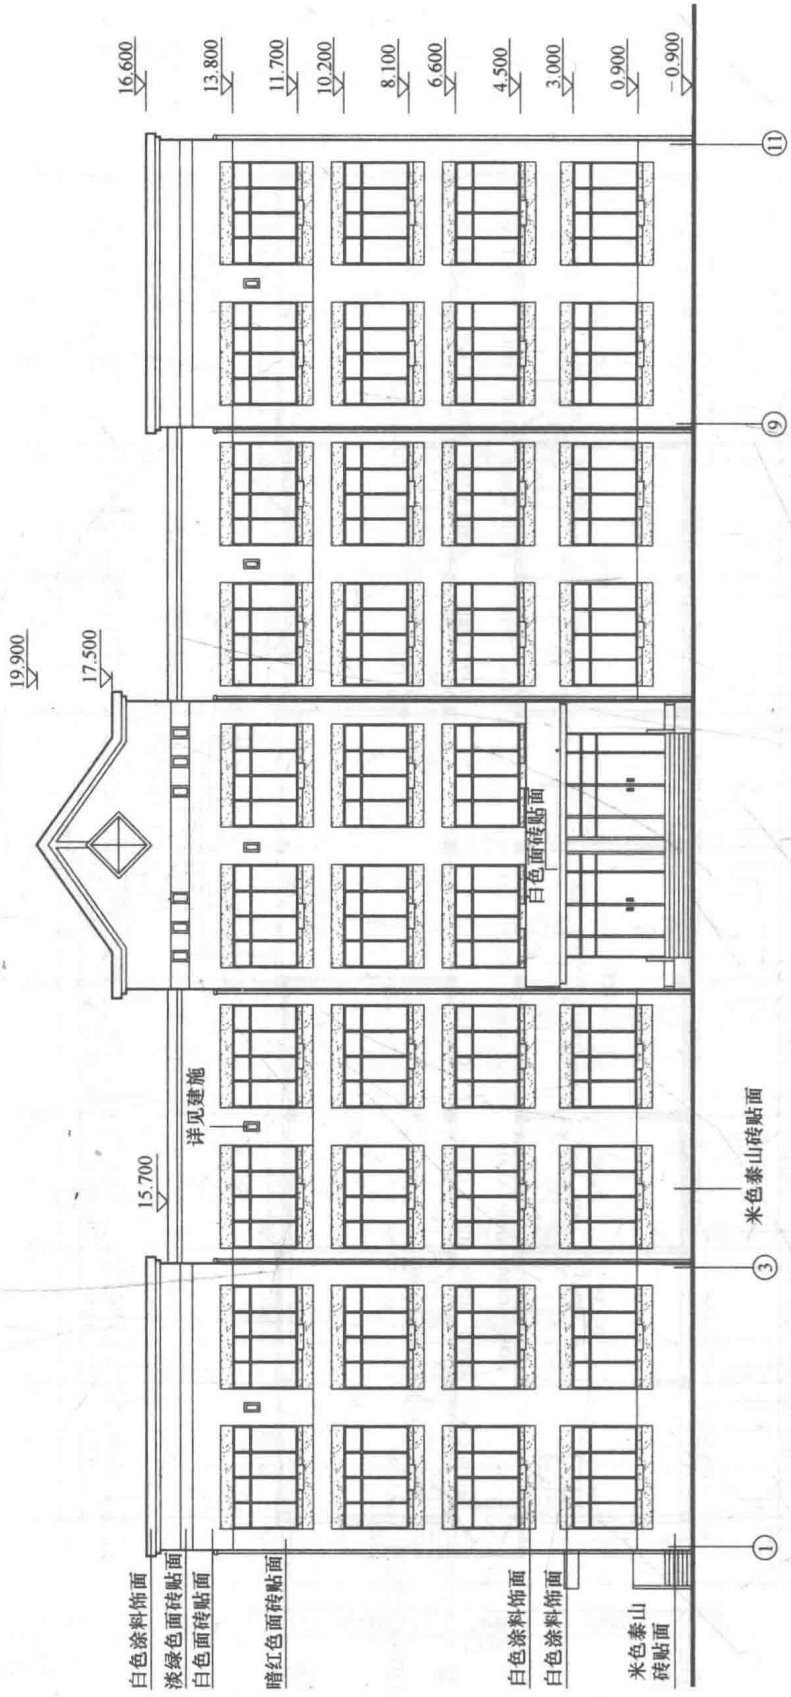 19.900
17.500
白色涂料饰面
16.600
15.700
淡绿色面砖贴面
详见建施
白色面砖贴面
13.800
暗红色面砖贴面
11.700
10.200
8.100
6.600
白色涂料饰面
白色面砖贴面
4.500
白色涂料饰面
3.000
米色泰山
砖贴面
0.900
-0.900
米色泰山砖贴面
① ③ ⑨ ⑪